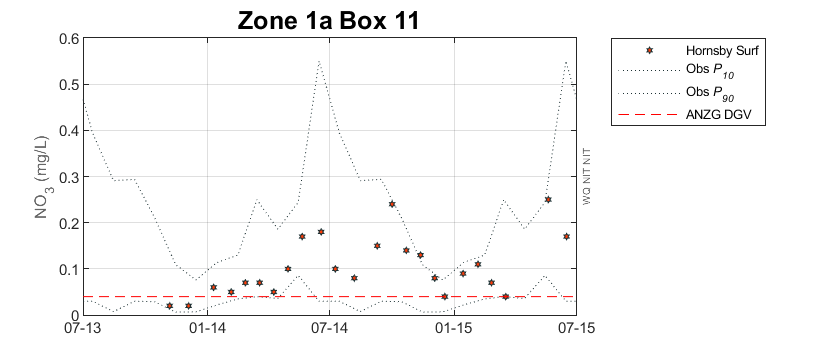 Zone 1a Box 11
0.6
0.5
0.4
0.3
0.2
0.1
0
NO3 (mg/L)
07-13
01-14
07-14
01-15
07-15
WQ NIT NIT
Hornsby Surf
Obs P10
Obs P90
ANZG DGV